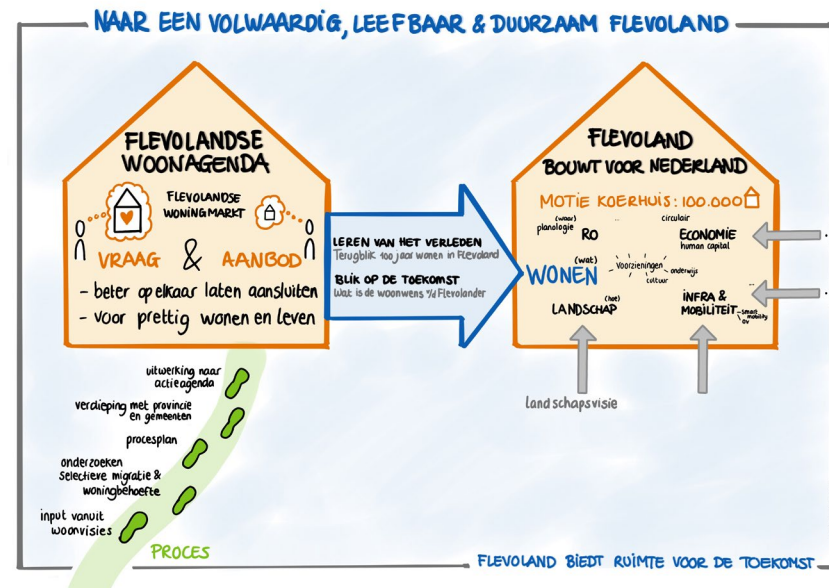 NAAR EEN VOLWAARDIG, LEEFBAAR & DUURZAAM FLEVOLAND
FLEVOLANDSE
WOONAGENDA
FLEVOLANDSE
WONINGMARKT
VRAAG & AANBOD
- beter op elkaar laten aansluiten
- voor prettig wonen en leven
LEREN VAN HET VERLEDEN
Terugblik 100 jaar wonen in Flevoland
BLIK OP DE TOEKOMST
Wat is de woonwens v/d Flevolander
FLEVOLAND
BOUWT VOOR NEDERLAND
MOTIE KOERHUIS: 100.000
(waar)
planologie RO
circulair
ECONOMIE
human capital
(wat)
WONEN
Voorzieningen
onderwijs
cultuur
(hoe)
LANDSCHAP
INFRA &
MOBILITEIT
smart
mobility
OV
landschapsvisie
uitwerking naar
actieagenda
verdieping met provincie
en gemeenten
procesplan
onderzoeken
selectieve migratie &
woningbehoefte
input vanuit
woonvisies
PROCES
FLEVOLAND BIEDT RUIMTE VOOR DE TOEKOMST